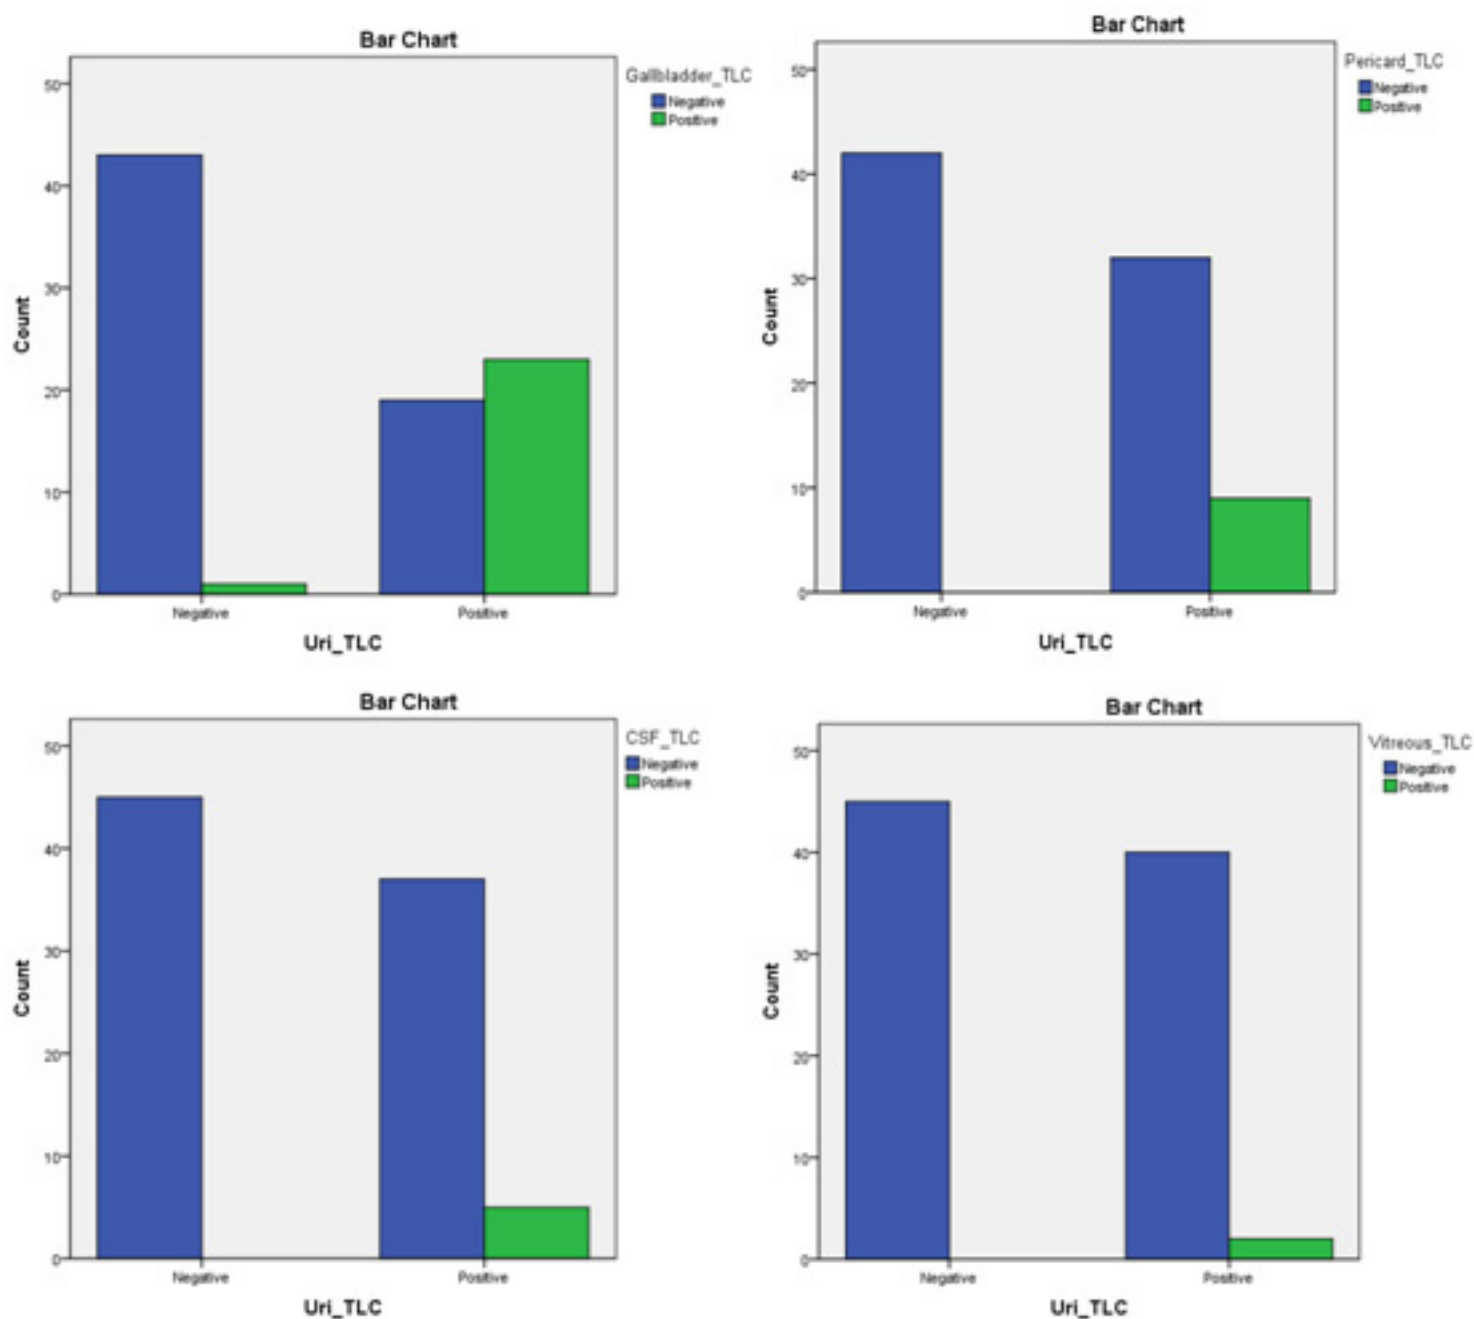 Bar Chart
Gallbladder_TLC
Negative
Positive
50
40
30
20
10
0
Count
Negative Positive
Uri_TLC
Bar Chart
Pericard_TLC
Negative
Positive
50
40
30
20
10
0
Count
Negative Positive
Uri_TLC
Bar Chart
CSF_TLC
Negative
Positive
50
40
30
20
10
0
Count
Negative Positive
Uri_TLC
Bar Chart
Vitreous_TLC
Negative
Positive
50
40
30
20
10
0
Count
Negative Positive
Uri_TLC